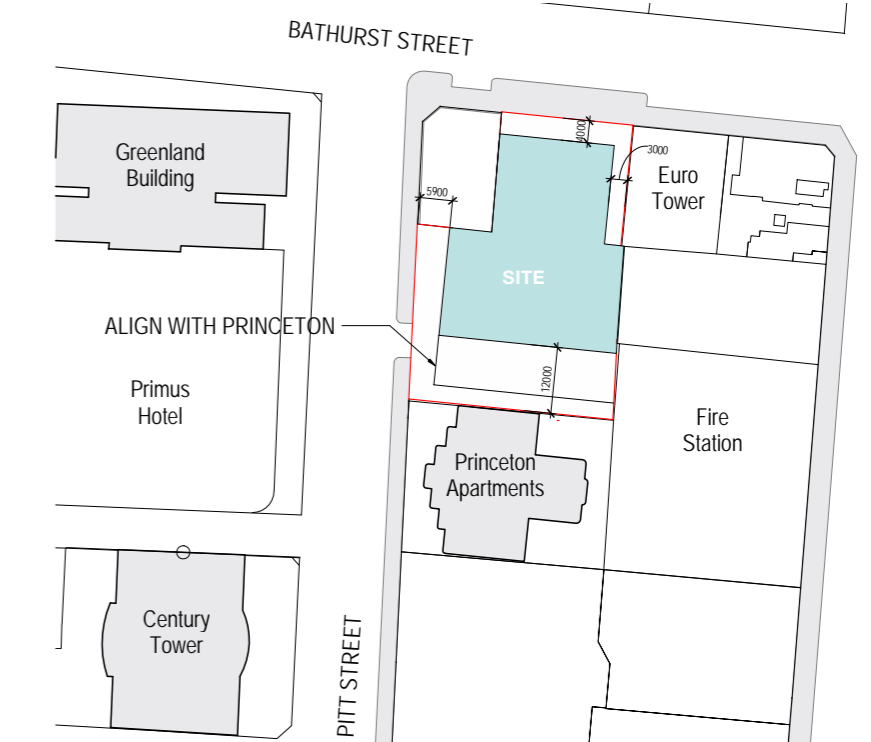 BATHURST STREET
Greenland
Building
4000
3000
Euro
Tower
5900
SITE
ALIGN WITH PRINCETON
12000
Primus
Hotel
Fire
Station
Princeton
Apartments
Century
Tower
PITT STREET